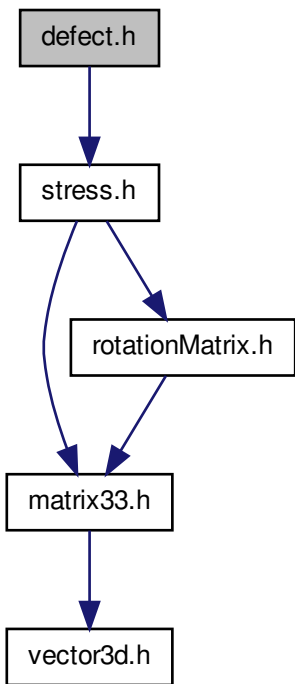 defect.h
stress.h
rotationMatrix.h
matrix33.h
vector3d.h